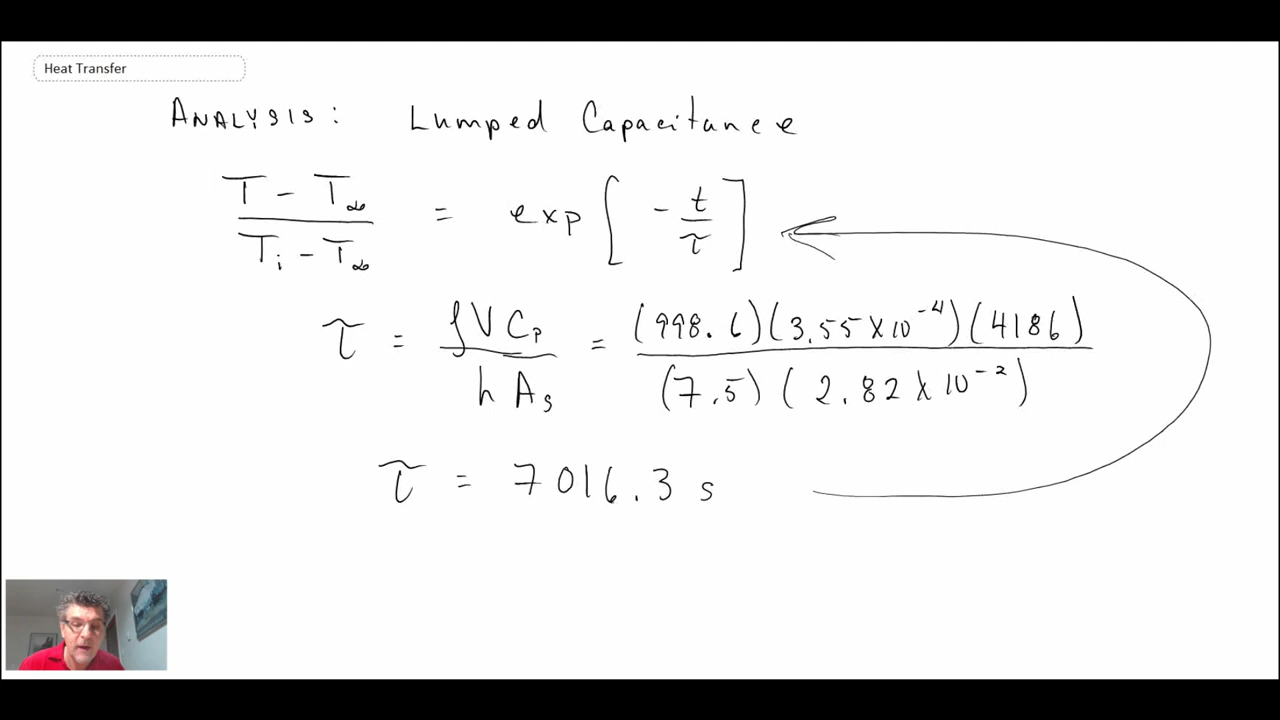 Heat Transfer
ANALYSIS: Lumped Capacitance
T - T∞ / Ti - T∞ = exp [ - t / τ ]
τ = ρVCp / hAs = (998.6)(3.55×10⁻⁴)(4186) / (7.5)(2.82×10⁻²)
τ = 7016.3 s